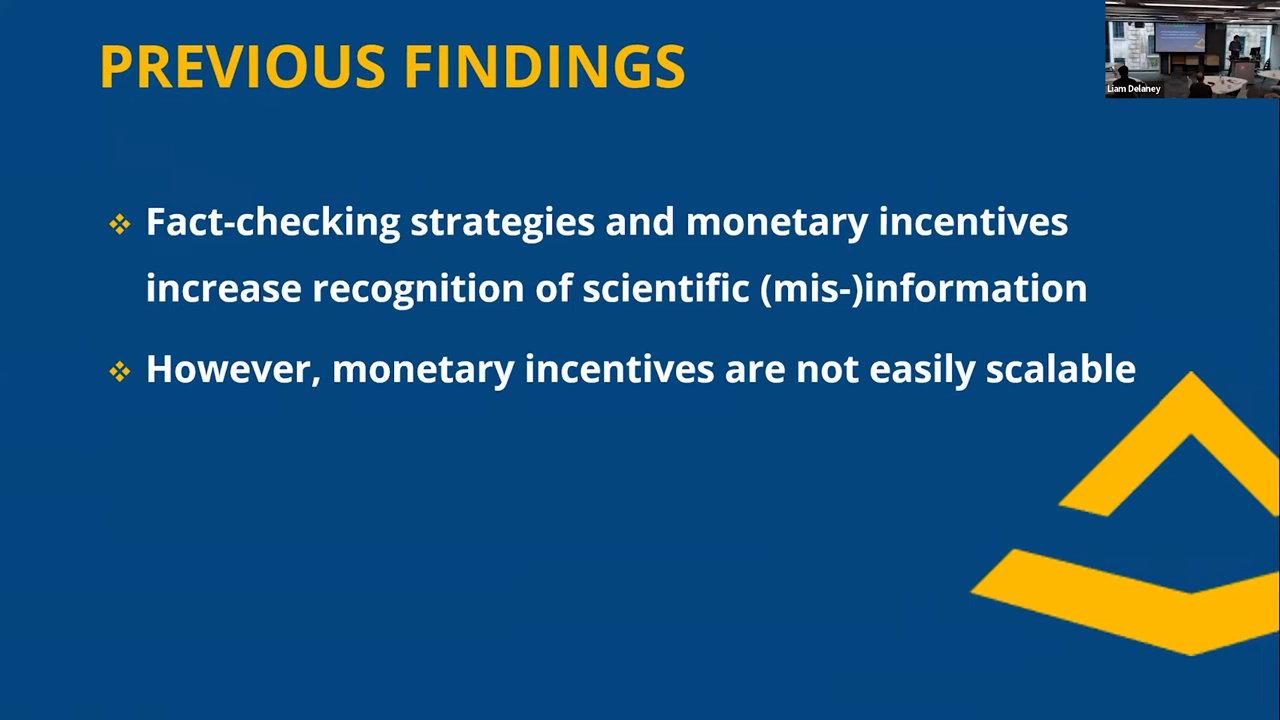 PREVIOUS FINDINGS
Liam Delaney
Fact-checking strategies and monetary incentives
increase recognition of scientific (mis-)information
However, monetary incentives are not easily scalable